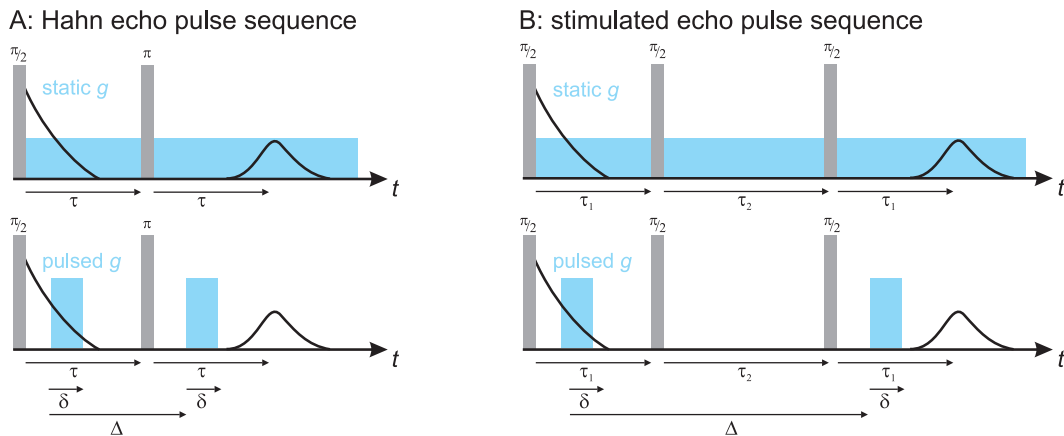 A: Hahn echo pulse sequence
π/2
π
static g
t
τ
τ
π/2
π
pulsed g
t
τ
τ
δ
δ
Δ
B: stimulated echo pulse sequence
π/2
π/2
π/2
static g
t
τ1
τ2
τ1
π/2
π/2
π/2
pulsed g
t
τ1
τ2
τ1
δ
δ
Δ